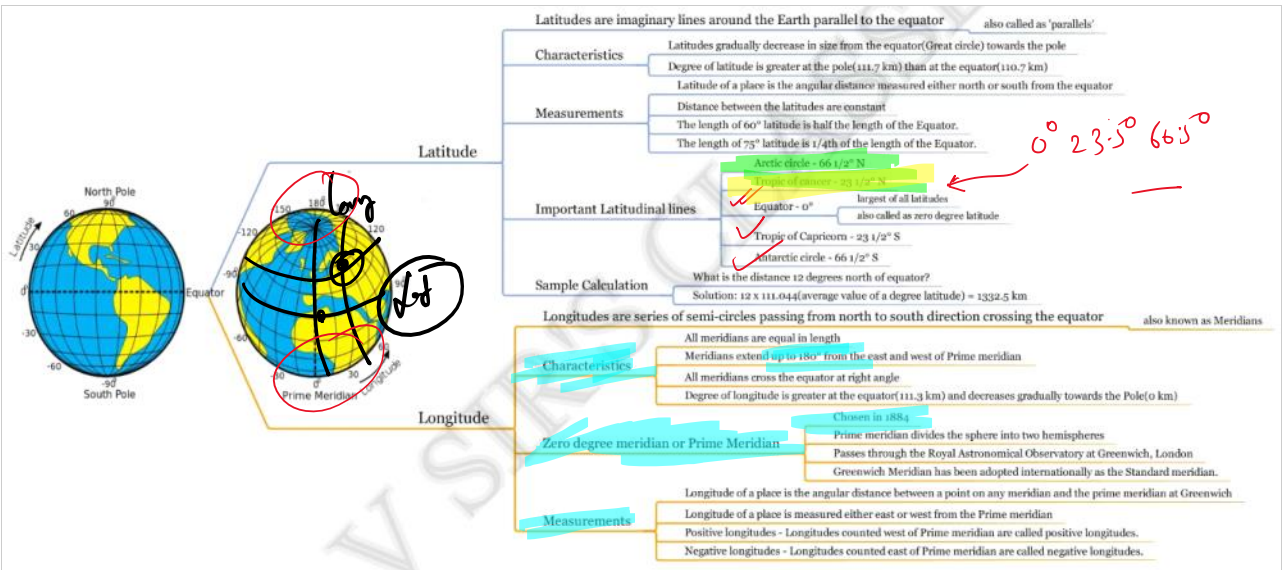 Latitudes are imaginary lines around the Earth parallel to the equator
also called as 'parallels'
Characteristics
Latitudes gradually decrease in size from the equator(Great circle) towards the pole
Degree of latitude is greater at the pole(111.7 km) than at the equator(110.7 km)
Measurements
Latitude of a place is the angular distance measured either north or south from the equator
Distance between the latitudes are constant
The length of 60° latitude is half the length of the Equator.
The length of 75° latitude is 1/4th of the length of the Equator.
Latitude
Important Latitudinal lines
Arctic circle - 66 1/2° N
Tropic of cancer - 23 1/2° N
Equator - 0°
largest of all latitudes
also called as zero degree latitude
Tropic of Capricorn - 23 1/2° S
Antarctic circle - 66 1/2° S
0° 23.5° 66.5°
Sample Calculation
What is the distance 12 degrees north of equator?
Solution: 12 x 111.044(average value of a degree latitude) = 1332.5 km
North Pole
90°
60
Latitude
30
0°
Equator
-30
-60
-90°
South Pole
180°
150
Long
120
-120
-90
90
Lat
-60
60
30
0°
Prime Meridian
Longitude
Longitude
Longitudes are series of semi-circles passing from north to south direction crossing the equator
also known as Meridians
Characteristics
All meridians are equal in length
Meridians extend up to 180° from the east and west of Prime meridian
All meridians cross the equator at right angle
Degree of longitude is greater at the equator(111.3 km) and decreases gradually towards the Pole(0 km)
Zero degree meridian or Prime Meridian
Chosen in 1884
Prime meridian divides the sphere into two hemispheres
Passes through the Royal Astronomical Observatory at Greenwich, London
Greenwich Meridian has been adopted internationally as the Standard meridian.
Measurements
Longitude of a place is the angular distance between a point on any meridian and the prime meridian at Greenwich
Longitude of a place is measured either east or west from the Prime meridian
Positive longitudes - Longitudes counted west of Prime meridian are called positive longitudes.
Negative longitudes - Longitudes counted east of Prime meridian are called negative longitudes.
V SIR'S CLASSES